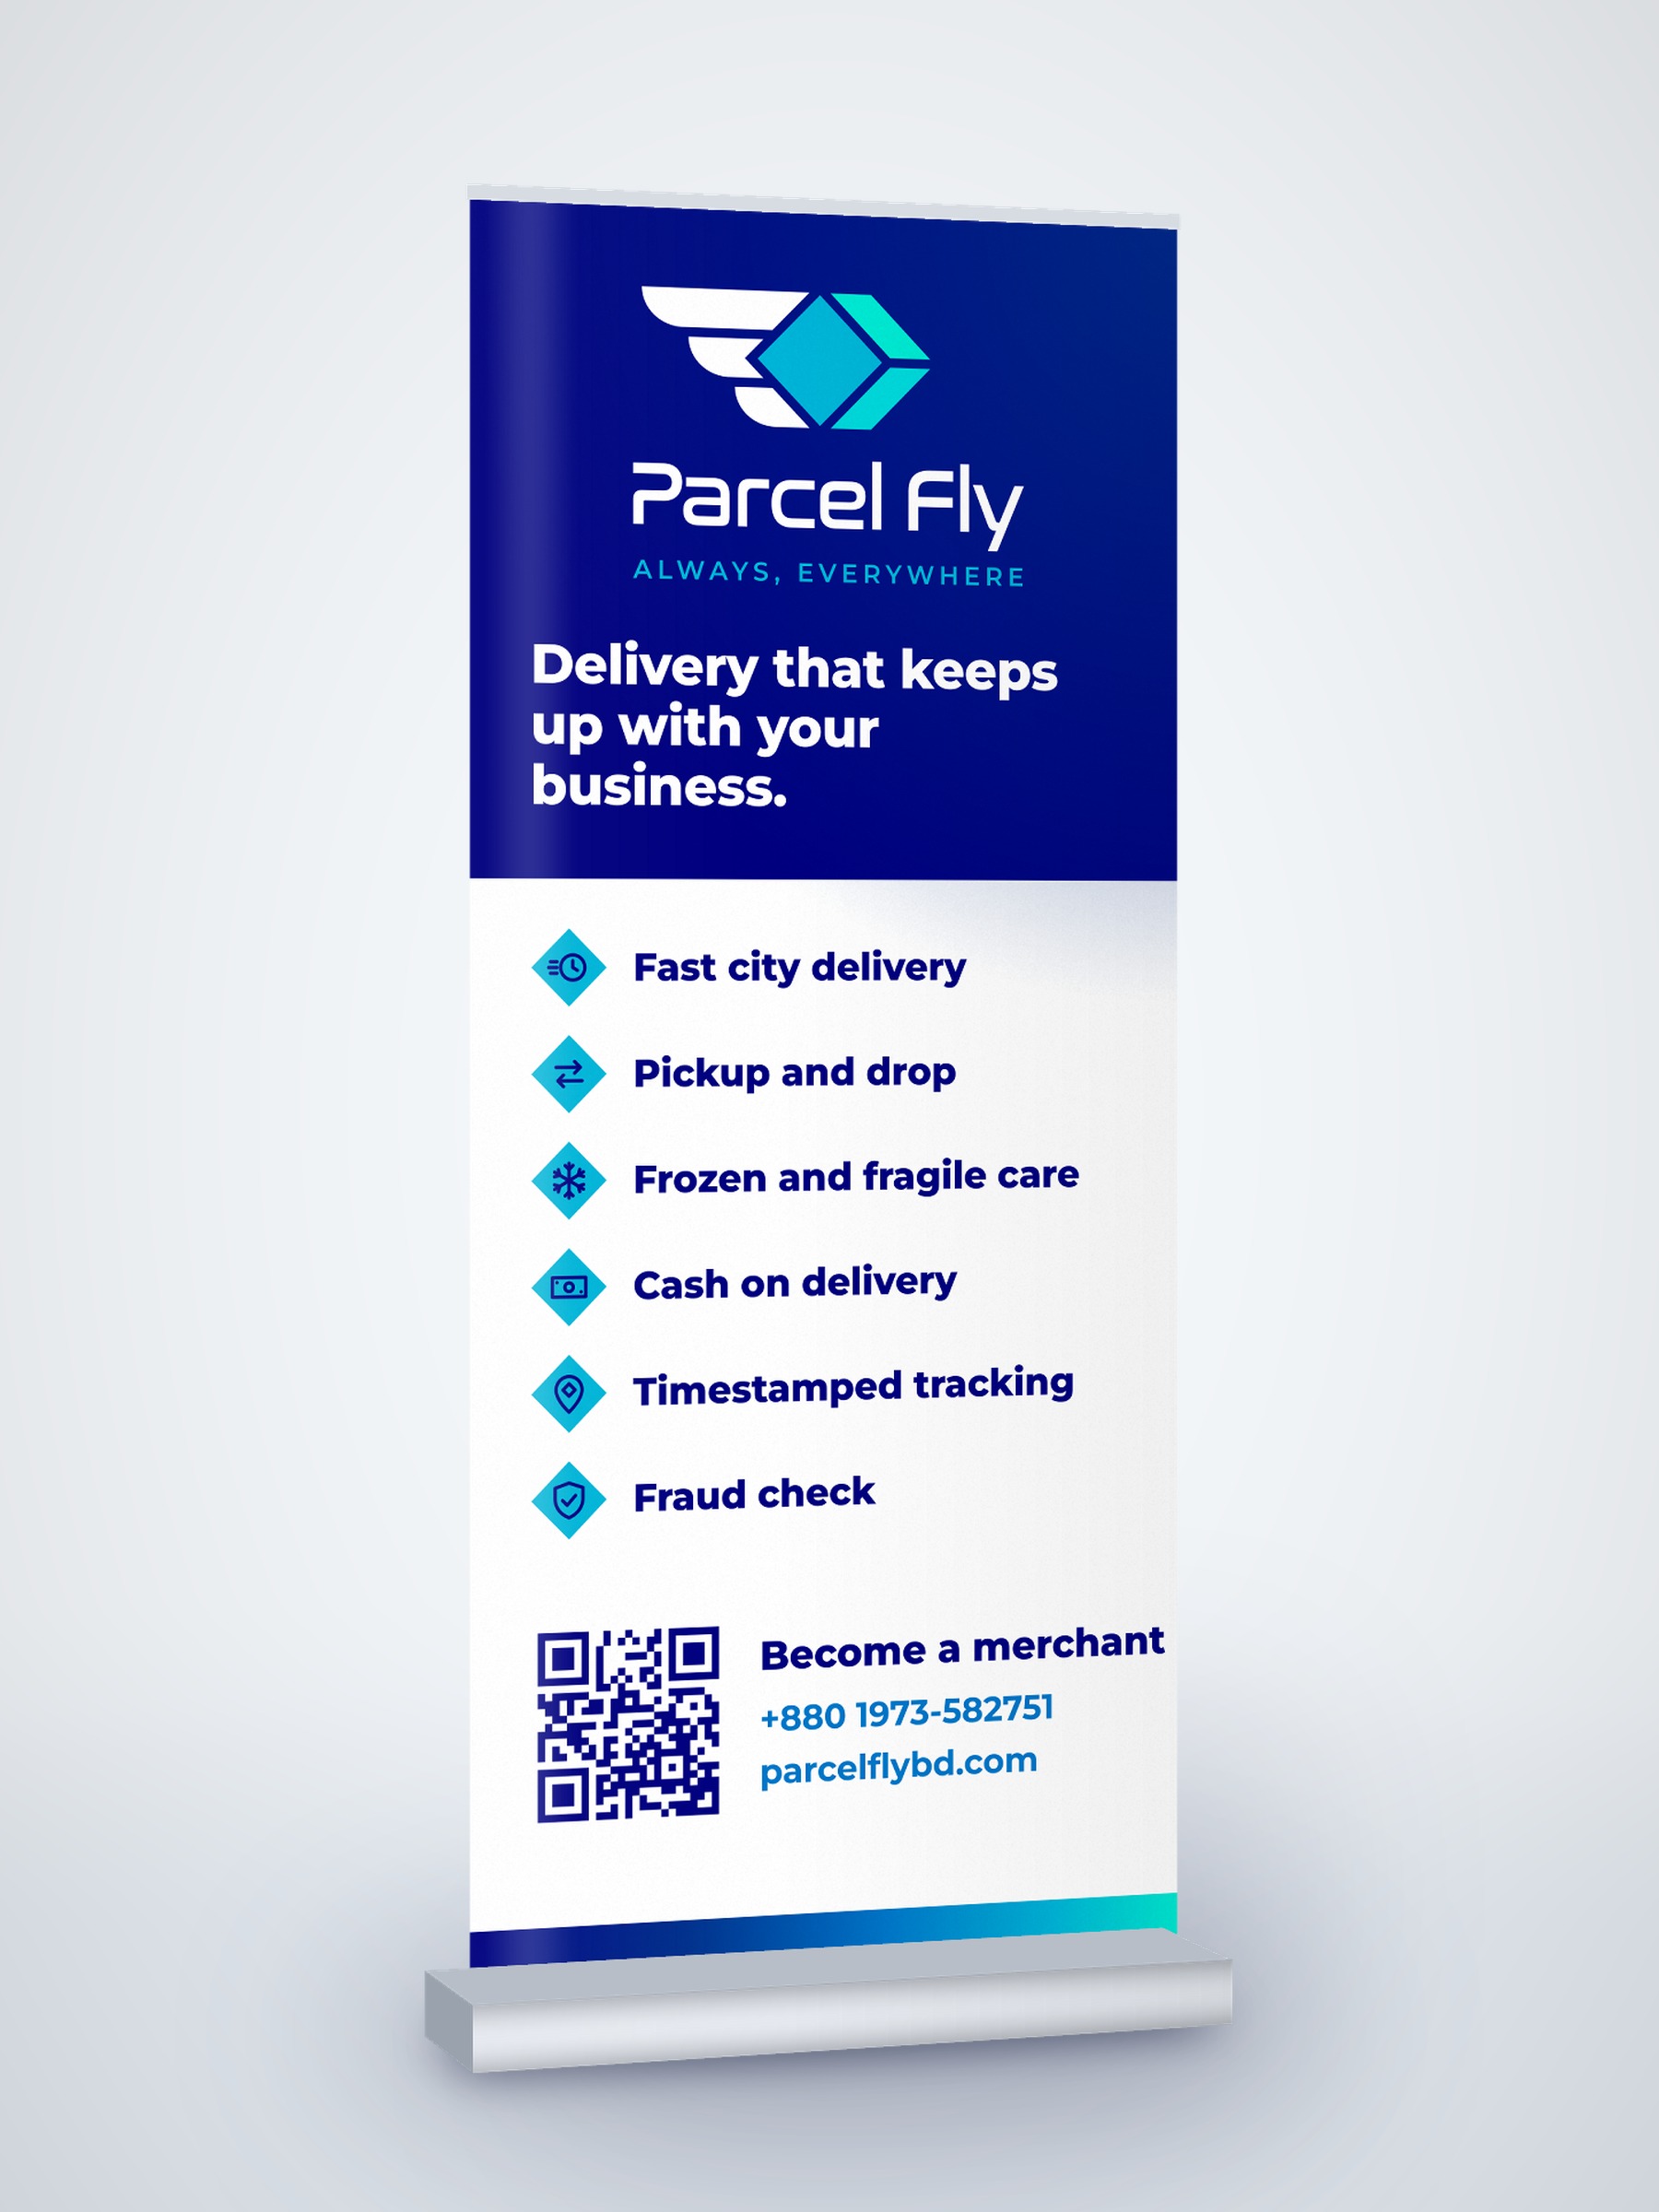 Parcel Fly
ALWAYS, EVERYWHERE
Delivery that keeps
up with your
business.
Fast city delivery
Pickup and drop
Frozen and fragile care
Cash on delivery
Timestamped tracking
Fraud check
Become a merchant
+880 1973-582751
parcelflybd.com